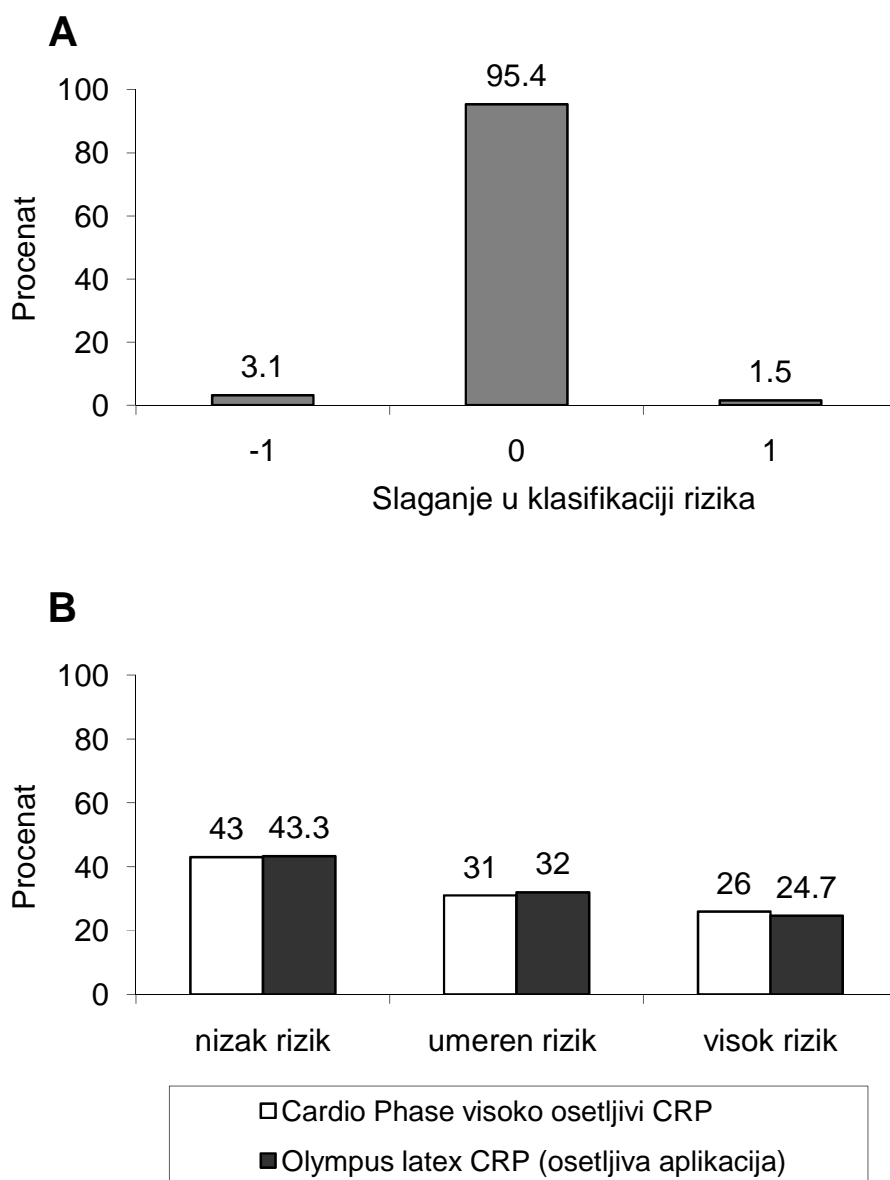 A
95.4
100
80
60
Procenat
40
20
3.1
1.5
0
-1 0 1
Slaganje u klasifikaciji rizika
B
100
80
60
Procenat
43 43.3
40
31 32
26 24.7
20
0
nizak rizik umeren rizik visok rizik
Cardio Phase visoko osetljivi CRP
Olympus latex CRP (osetljiva aplikacija)